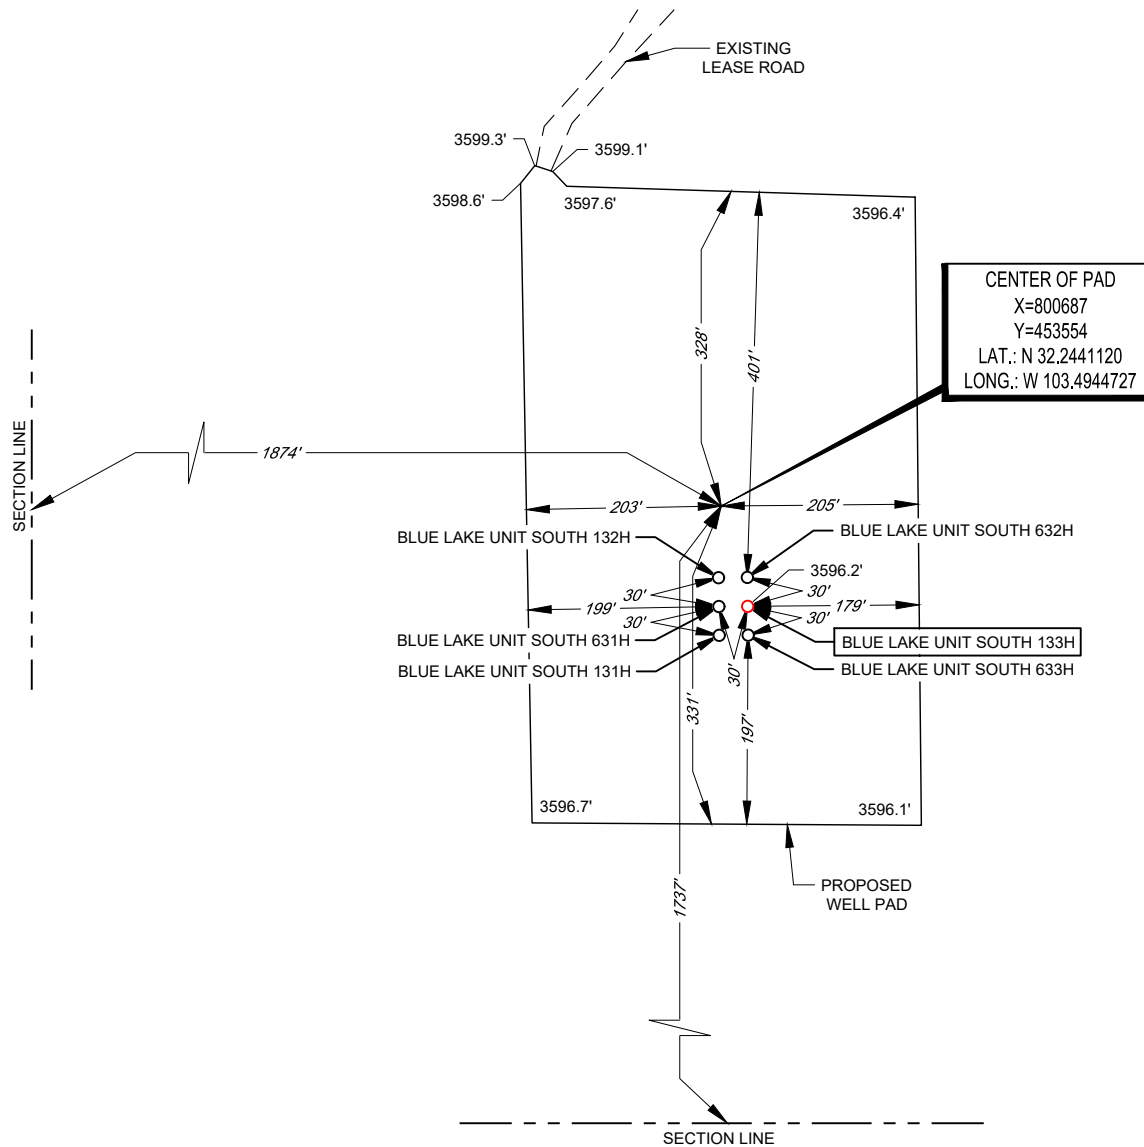 EXISTING
LEASE ROAD
3599.3'
3599.1'
3598.6'
3597.6'
3596.4'
CENTER OF PAD
X=800687
Y=453554
LAT.: N 32.2441120
LONG.: W 103.4944727
328'
401'
SECTION LINE
1874'
203'
205'
BLUE LAKE UNIT SOUTH 132H
BLUE LAKE UNIT SOUTH 632H
3596.2'
30'
30'
199'
179'
30'
30'
BLUE LAKE UNIT SOUTH 631H
BLUE LAKE UNIT SOUTH 133H
BLUE LAKE UNIT SOUTH 131H
BLUE LAKE UNIT SOUTH 633H
30'
331'
197'
3596.7'
3596.1'
1737'
PROPOSED
WELL PAD
SECTION LINE